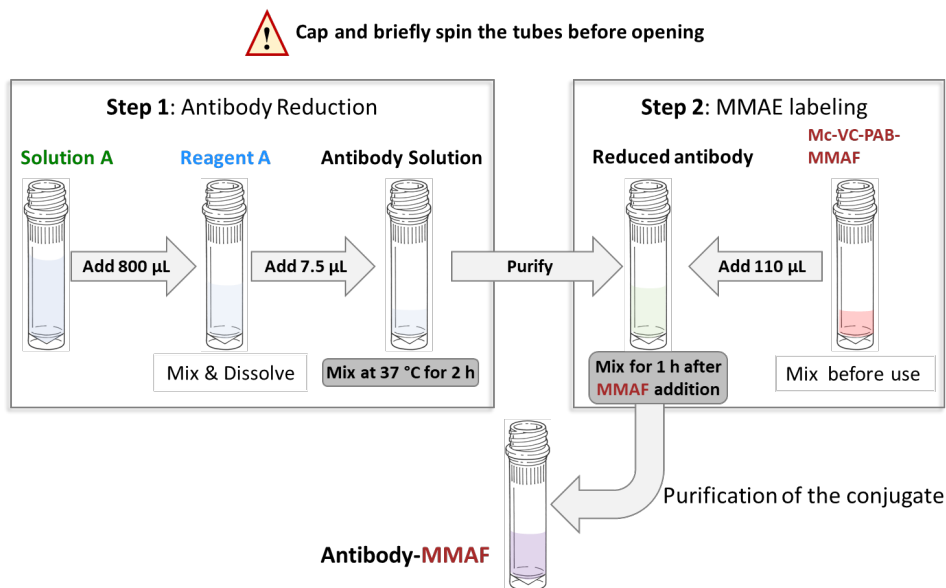 !
Cap and briefly spin the tubes before opening
Step 1: Antibody Reduction
Solution A
Reagent A
Antibody Solution
Add 800 µL
Add 7.5 µL
Mix & Dissolve
Mix at 37 °C for 2 h
Purify
Step 2: MMAE labeling
Reduced antibody
Mc-VC-PAB-
MMAF
Add 110 µL
Mix for 1 h after
MMAF addition
Mix before use
Purification of the conjugate
Antibody-MMAF